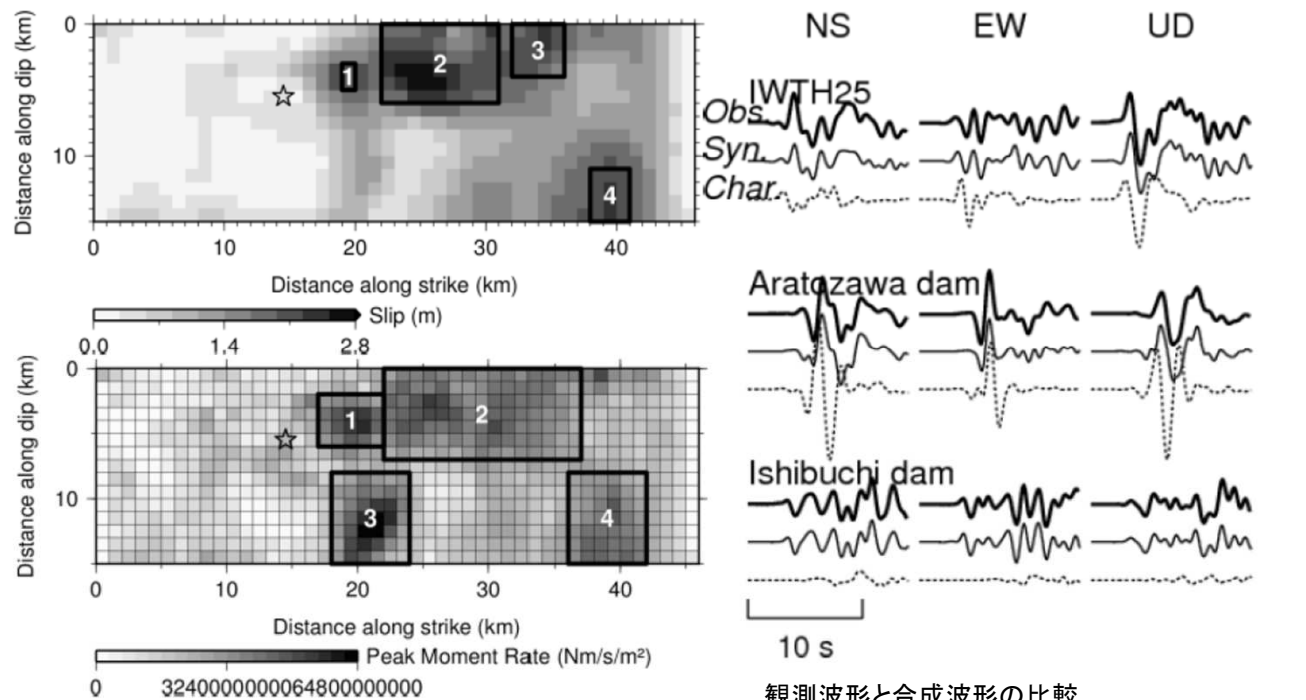 0
10
Distance along dip (km)
1
2
3
4
0 10 20 30 40
Distance along strike (km)
Slip (m)
0.0 1.4 2.8
0
10
Distance along dip (km)
1
2
3
4
0 10 20 30 40
Distance along strike (km)
Peak Moment Rate (Nm/s/m²)
0 32400000000 64800000000
NS EW UD
IWTH25
Obs.
Syn.
Char.
Aratozawa dam
Ishibuchi dam
10 s
観測波形と合成波形の比較